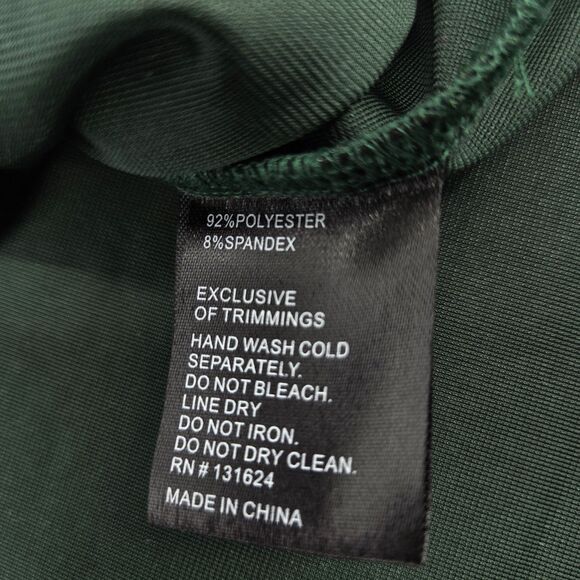 92%POLYESTER
8%SPANDEX
EXCLUSIVE
OF TRIMMINGS
HAND WASH COLD
SEPARATELY.
DO NOT BLEACH.
LINE DRY
DO NOT IRON.
DO NOT DRY CLEAN.
RN # 131624
MADE IN CHINA